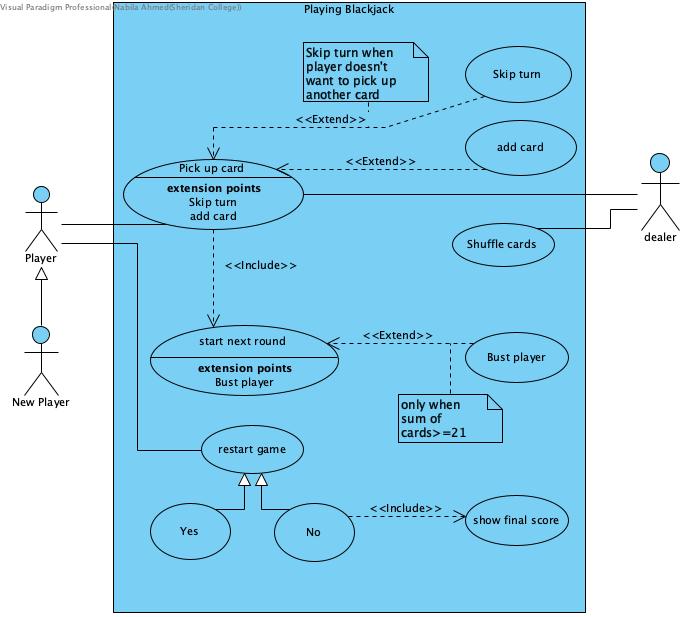 Visual Paradigm Professional(Nabila Ahmed(Sheridan College))
Playing Blackjack
Skip turn when
player doesn't
want to pick up
another card
Skip turn
<<Extend>>
add card
<<Extend>>
Pick up card
extension points
Skip turn
add card
Player
dealer
Shuffle cards
<<Include>>
start next round
extension points
Bust player
<<Extend>>
Bust player
New Player
only when
sum of
cards>=21
restart game
Yes
No
<<Include>>
show final score